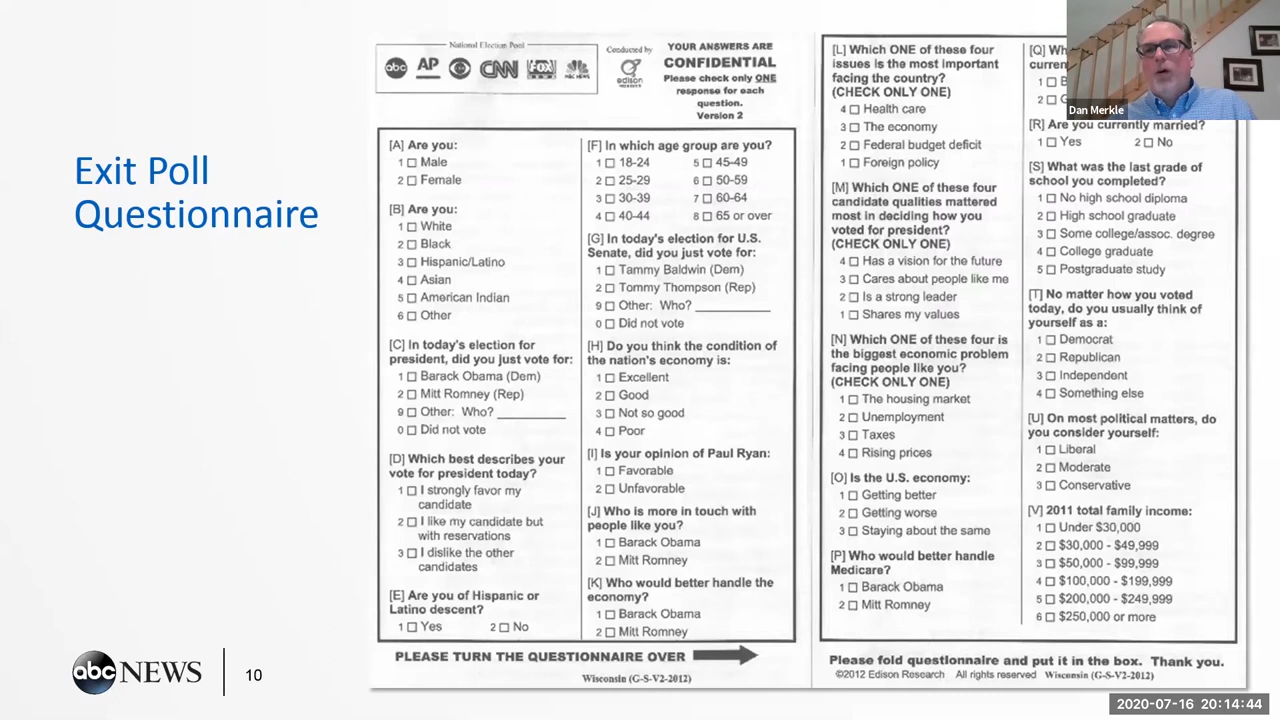 Exit Poll
Questionnaire
National Election Pool
abc AP CNN FOX NBC NEWS
Conducted by
edison
YOUR ANSWERS ARE
CONFIDENTIAL
Please check only ONE
response for each
question.
Version 2
[A] Are you:
1 Male
2 Female
[B] Are you:
1 White
2 Black
3 Hispanic/Latino
4 Asian
5 American Indian
6 Other
[C] In today's election for
president, did you just vote for:
1 Barack Obama (Dem)
2 Mitt Romney (Rep)
9 Other: Who?
0 Did not vote
[D] Which best describes your
vote for president today?
1 I strongly favor my
candidate
2 I like my candidate but
with reservations
3 I dislike the other
candidates
[E] Are you of Hispanic or
Latino descent?
1 Yes 2 No
[F] In which age group are you?
1 18-24 5 45-49
2 25-29 6 50-59
3 30-39 7 60-64
4 40-44 8 65 or over
[G] In today's election for U.S.
Senate, did you just vote for:
1 Tammy Baldwin (Dem)
2 Tommy Thompson (Rep)
9 Other: Who?
0 Did not vote
[H] Do you think the condition of
the nation's economy is:
1 Excellent
2 Good
3 Not so good
4 Poor
[I] Is your opinion of Paul Ryan:
1 Favorable
2 Unfavorable
[J] Who is more in touch with
people like you?
1 Barack Obama
2 Mitt Romney
[K] Who would better handle the
economy?
1 Barack Obama
2 Mitt Romney
PLEASE TURN THE QUESTIONNAIRE OVER
Wisconsin (G-S-V2-2012)
[L] Which ONE of these four
issues is the most important
facing the country?
(CHECK ONLY ONE)
4 Health care
3 The economy
2 Federal budget deficit
1 Foreign policy
[M] Which ONE of these four
candidate qualities mattered
most in deciding how you
voted for president?
(CHECK ONLY ONE)
4 Has a vision for the future
3 Cares about people like me
2 Is a strong leader
1 Shares my values
[N] Which ONE of these four is
the biggest economic problem
facing people like you?
(CHECK ONLY ONE)
1 The housing market
2 Unemployment
3 Taxes
4 Rising prices
[O] Is the U.S. economy:
1 Getting better
2 Getting worse
3 Staying about the same
[P] Who would better handle
Medicare?
1 Barack Obama
2 Mitt Romney
[Q]
1
2
[R] Are you currently married?
1 Yes 2 No
[S] What was the last grade of
school you completed?
1 No high school diploma
2 High school graduate
3 Some college/assoc. degree
4 College graduate
5 Postgraduate study
[T] No matter how you voted
today, do you usually think of
yourself as a:
1 Democrat
2 Republican
3 Independent
4 Something else
[U] On most political matters, do
you consider yourself:
1 Liberal
2 Moderate
3 Conservative
[V] 2011 total family income:
1 Under $30,000
2 $30,000 - $49,999
3 $50,000 - $99,999
4 $100,000 - $199,999
5 $200,000 - $249,999
6 $250,000 or more
Please fold questionnaire and put it in the box. Thank you.
©2012 Edison Research All rights reserved Wisconsin (G-S-V2-2012)
Dan Merkle
abc NEWS
10
2020-07-16 20:14:44